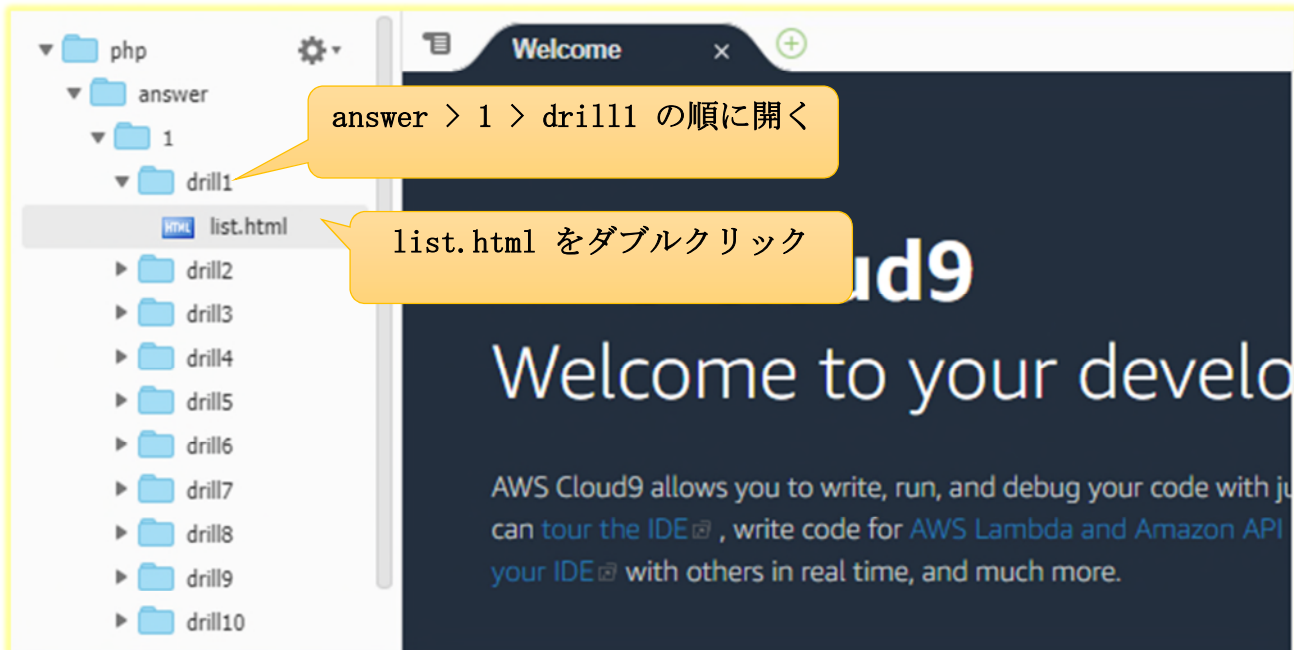 php
answer
1
drill1
list.html
drill2
drill3
drill4
drill5
drill6
drill7
drill8
drill9
drill10
answer > 1 > drill1 の順に開く
list.html をダブルクリック
Welcome
ud9
Welcome to your develo
AWS Cloud9 allows you to write, run, and debug your code with ju
can tour the IDE , write code for AWS Lambda and Amazon API
your IDE with others in real time, and much more.